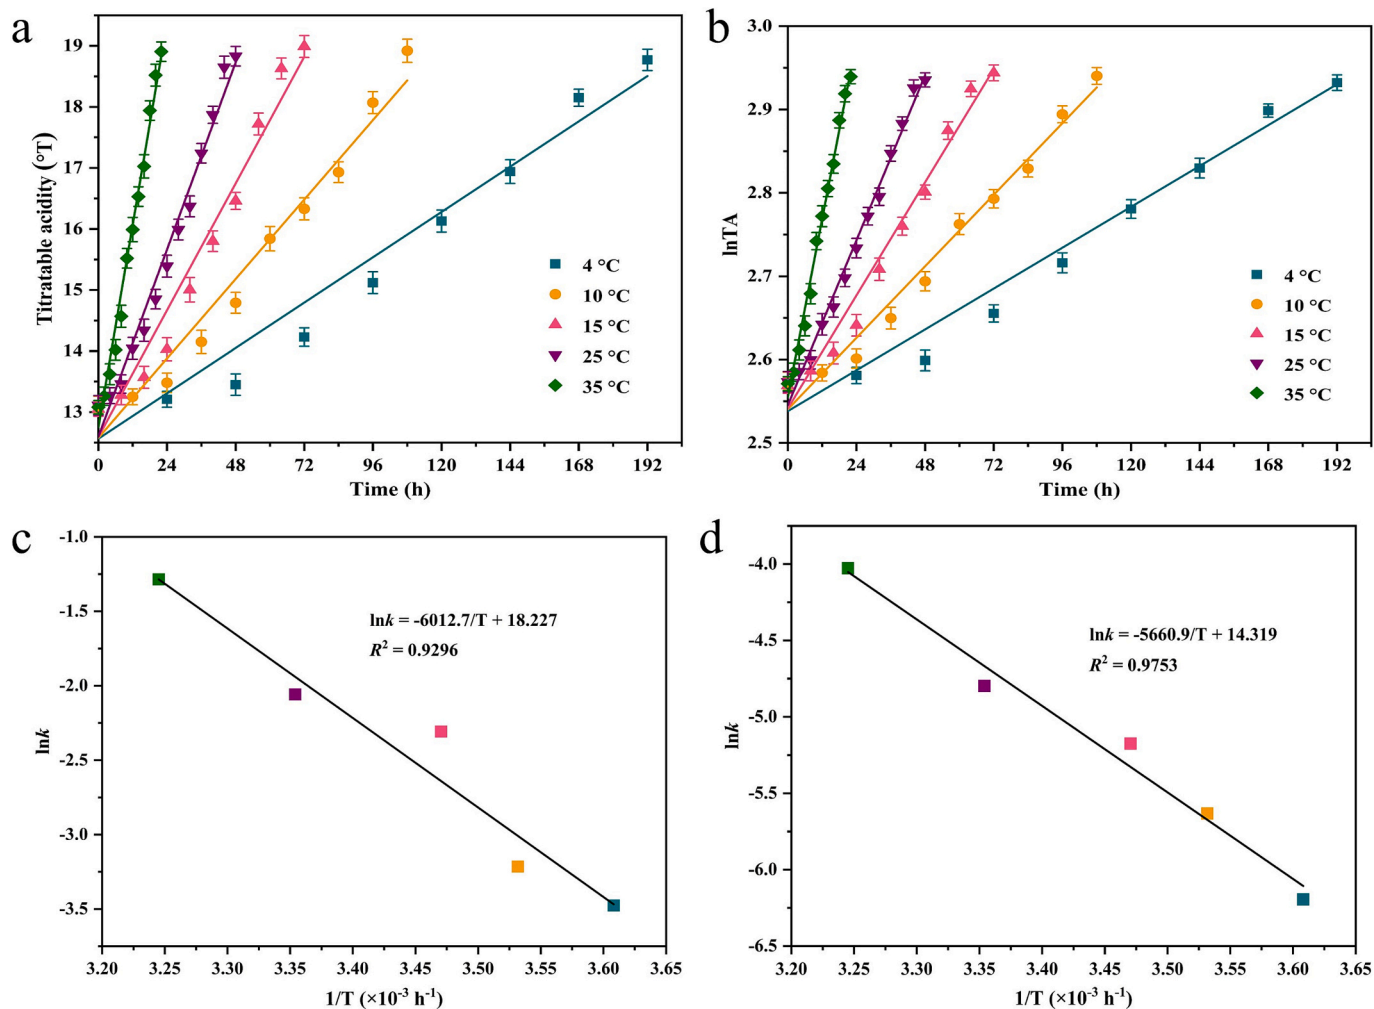 a
Titratable acidity (°T)
19
18
17
16
15
14
13
4 °C
10 °C
15 °C
25 °C
35 °C
0 24 48 72 96 120 144 168 192
Time (h)
b
lnTA
3.0
2.9
2.8
2.7
2.6
2.5
4 °C
10 °C
15 °C
25 °C
35 °C
0 24 48 72 96 120 144 168 192
Time (h)
c
lnk
-1.0
-1.5
-2.0
-2.5
-3.0
-3.5
lnk = -6012.7/T + 18.227
R² = 0.9296
3.20 3.25 3.30 3.35 3.40 3.45 3.50 3.55 3.60 3.65
1/T (×10⁻³ h⁻¹)
d
lnk
-4.0
-4.5
-5.0
-5.5
-6.0
-6.5
lnk = -5660.9/T + 14.319
R² = 0.9753
3.20 3.25 3.30 3.35 3.40 3.45 3.50 3.55 3.60 3.65
1/T (×10⁻³ h⁻¹)